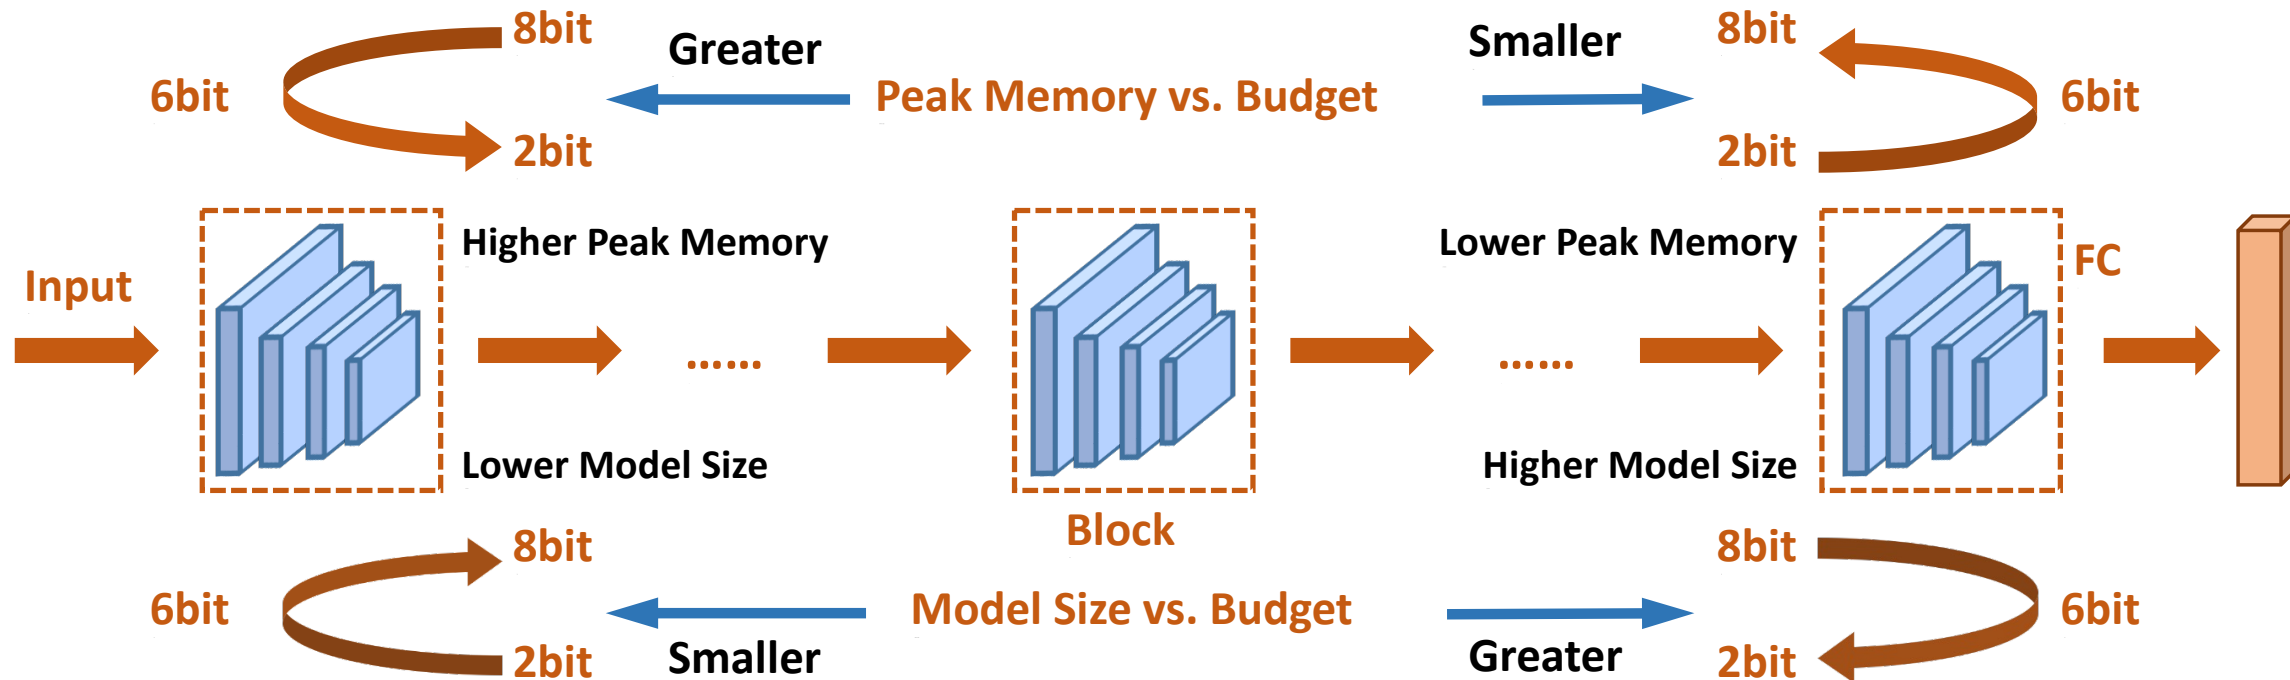 8bit
6bit
2bit
Greater
Peak Memory vs. Budget
Smaller
8bit
6bit
2bit
Input
Higher Peak Memory
Lower Model Size
......
Block
......
Lower Peak Memory
Higher Model Size
FC
8bit
6bit
2bit
Smaller
Model Size vs. Budget
Greater
8bit
6bit
2bit